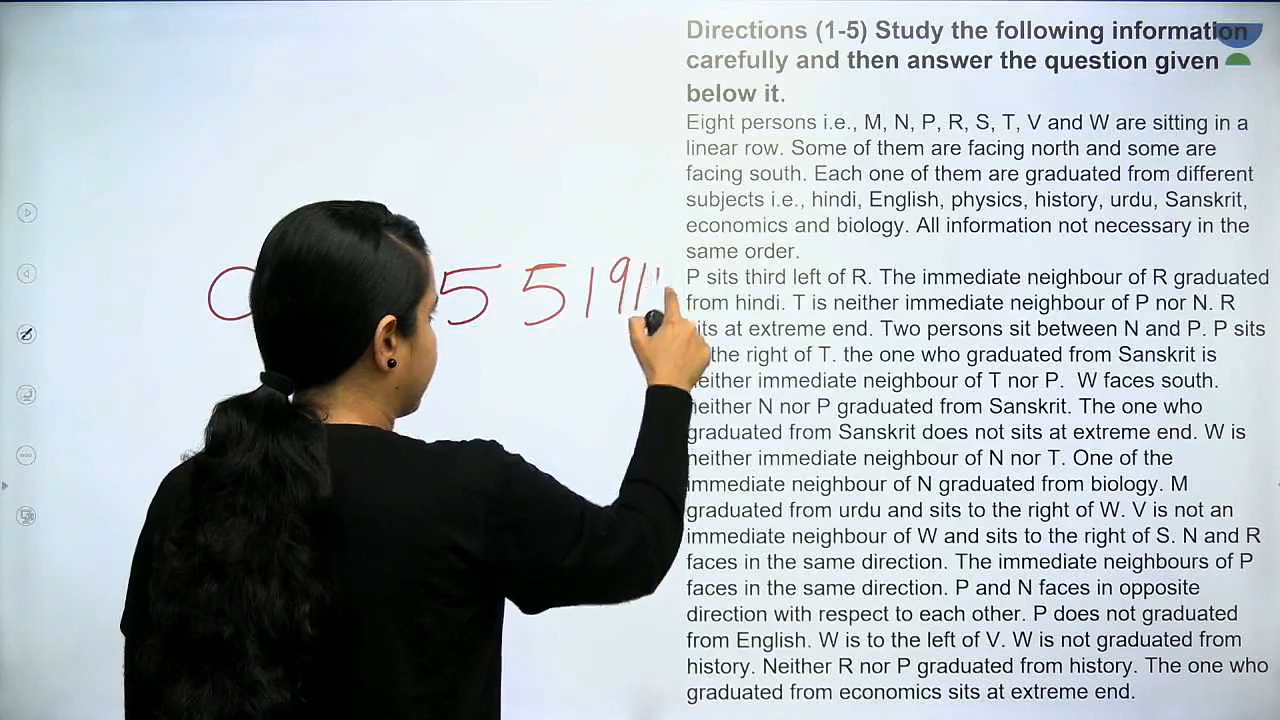 Directions (1-5) Study the following information
carefully and then answer the question given
below it.
Eight persons i.e., M, N, P, R, S, T, V and W are sitting in a
linear row. Some of them are facing north and some are
facing south. Each one of them are graduated from different
subjects i.e., hindi, English, physics, history, urdu, Sanskrit,
economics and biology. All information not necessary in the
same order.
P sits third left of R. The immediate neighbour of R graduated
from hindi. T is neither immediate neighbour of P nor N. R
its at extreme end. Two persons sit between N and P. P sits
the right of T. the one who graduated from Sanskrit is
neither immediate neighbour of T nor P. W faces south.
neither N nor P graduated from Sanskrit. The one who
graduated from Sanskrit does not sits at extreme end. W is
neither immediate neighbour of N nor T. One of the
immediate neighbour of N graduated from biology. M
graduated from urdu and sits to the right of W. V is not an
immediate neighbour of W and sits to the right of S. N and R
faces in the same direction. The immediate neighbours of P
faces in the same direction. P and N faces in opposite
direction with respect to each other. P does not graduated
from English. W is to the left of V. W is not graduated from
history. Neither R nor P graduated from history. The one who
graduated from economics sits at extreme end.
5 5 1 9 1